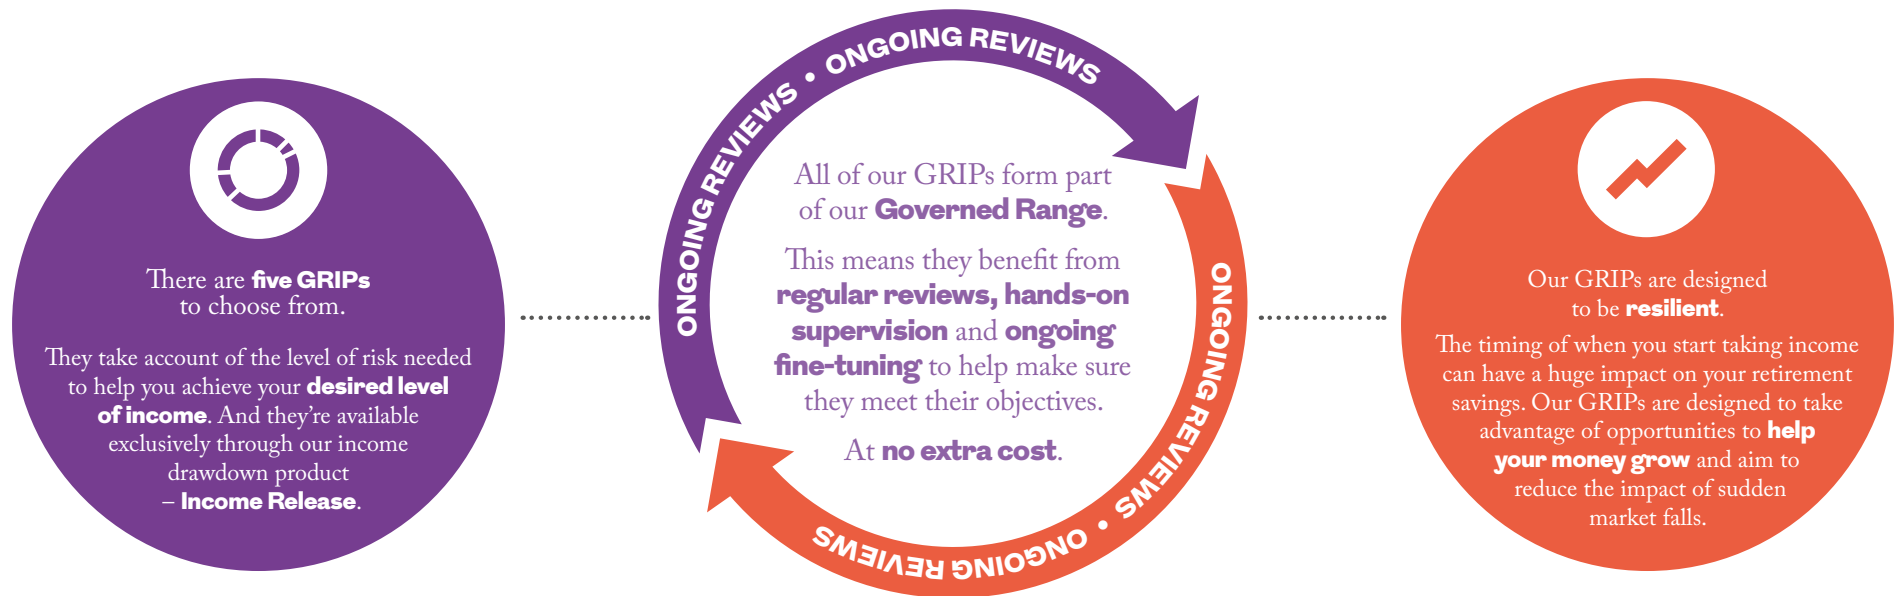 There are five GRIPs
to choose from.
They take account of the level of risk needed
to help you achieve your desired level
of income. And they’re available
exclusively through our income
drawdown product
– Income Release.
ONGOING REVIEWS • ONGOING REVIEWS
All of our GRIPs form part
of our Governed Range.
This means they benefit from
regular reviews, hands-on
supervision and ongoing
fine-tuning to help make sure
they meet their objectives.
At no extra cost.
ONGOING REVIEWS • ONGOING REVIEWS
Our GRIPs are designed
to be resilient.
The timing of when you start taking income
can have a huge impact on your retirement
savings. Our GRIPs are designed to take
advantage of opportunities to help
your money grow and aim to
reduce the impact of sudden
market falls.